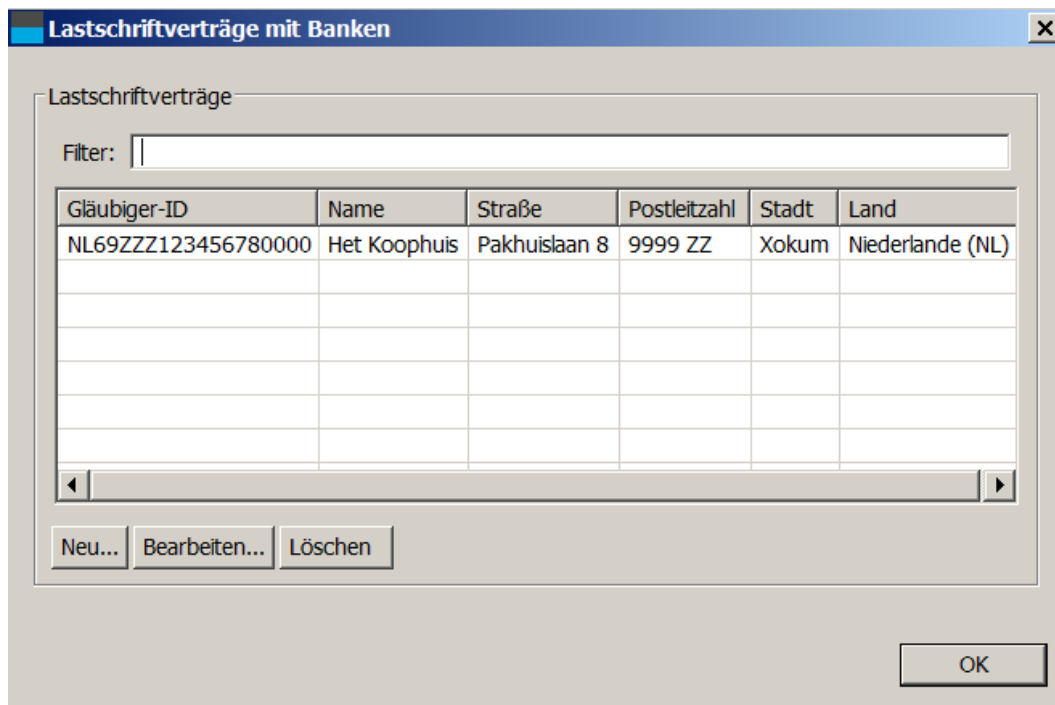 Lastschriftverträge mit Banken
Lastschriftverträge
Filter:
Gläubiger-ID Name Straße Postleitzahl Stadt Land
NL69ZZZ123456780000 Het Koophuis Pakhuislaan 8 9999 ZZ Xokum Niederlande (NL)
Neu... Bearbeiten... Löschen
OK